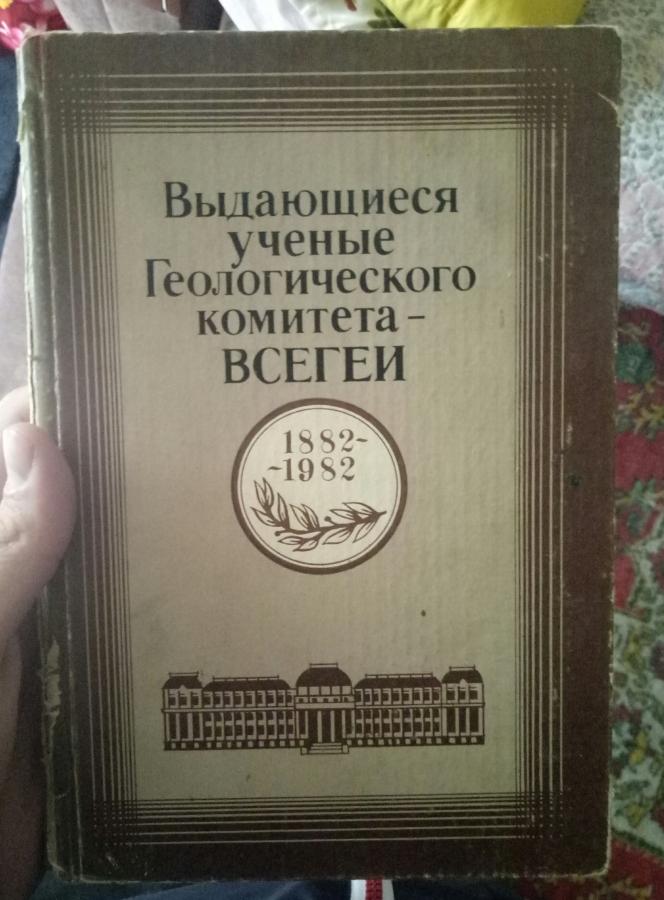 Выдающиеся
ученые
Геологического
комитета –
ВСЕГЕИ
1882-
-1982